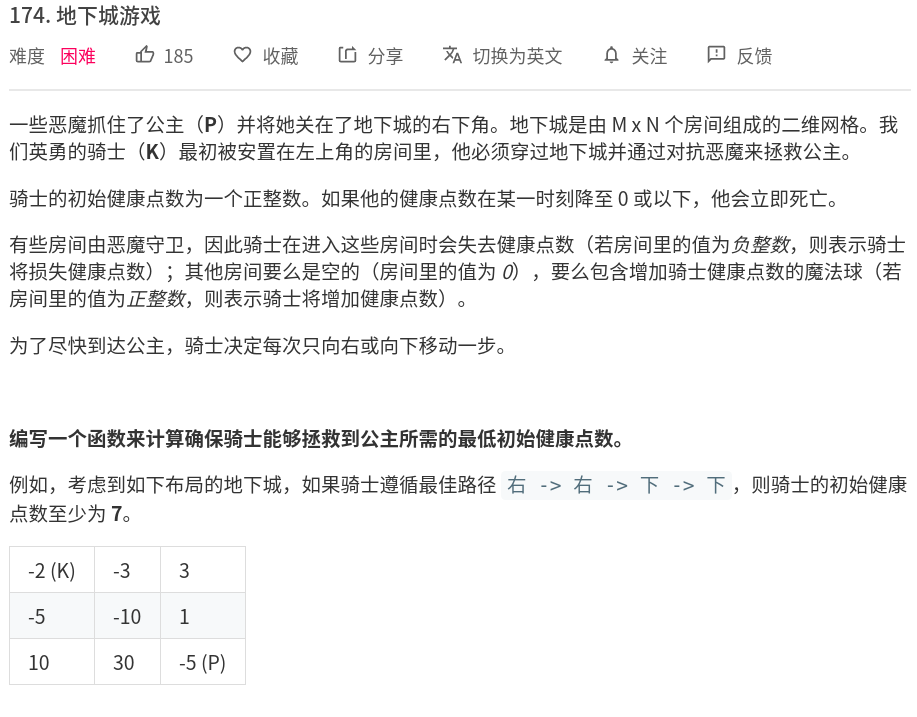 174. 地下城游戏
难度 困难 185 收藏 分享 切换为英文 关注 反馈
一些恶魔抓住了公主（P）并将她关在了地下城的右下角。地下城是由 M x N 个房间组成的二维网格。我
们英勇的骑士（K）最初被安置在左上角的房间里，他必须穿过地下城并通过对抗恶魔来拯救公主。
骑士的初始健康点数为一个正整数。如果他的健康点数在某一时刻降至 0 或以下，他会立即死亡。
有些房间由恶魔守卫，因此骑士在进入这些房间时会失去健康点数（若房间里的值为负整数，则表示骑士
将损失健康点数）；其他房间要么是空的（房间里的值为 0），要么包含增加骑士健康点数的魔法球（若
房间里的值为正整数，则表示骑士将增加健康点数）。
为了尽快到达公主，骑士决定每次只向右或向下移动一步。
编写一个函数来计算确保骑士能够拯救到公主所需的最低初始健康点数。
例如，考虑到如下布局的地下城，如果骑士遵循最佳路径 右 -> 右 -> 下 -> 下，则骑士的初始健康
点数至少为 7。
-2 (K) -3 3
-5 -10 1
10 30 -5 (P)